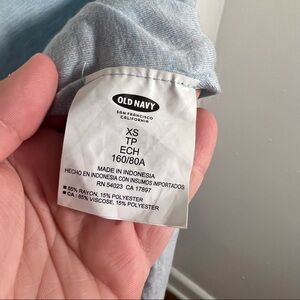 OLD NAVY
SAN FRANCISCO
CALIFORNIA
XS
TP
ECH
160/80A
MADE IN INDONESIA
HECHO EN INDONESIA CON INSUMOS IMPORTADOS
RN 54023 CA 17897
■ 85% RAYON, 15% POLYESTER
■ CA : 85% VISCOSE, 15% POLYESTER